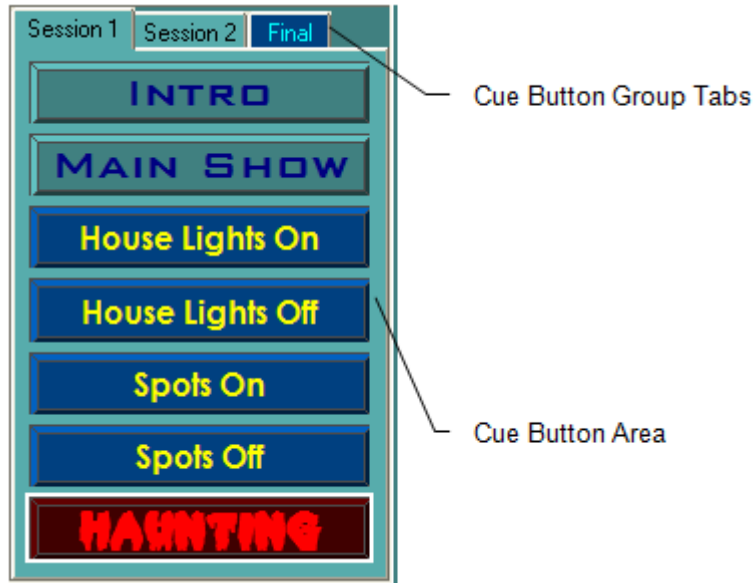 Session 1 Session 2 Final
Cue Button Group Tabs
INTRO
MAIN SHOW
House Lights On
House Lights Off
Spots On
Cue Button Area
Spots Off
HAUNTING